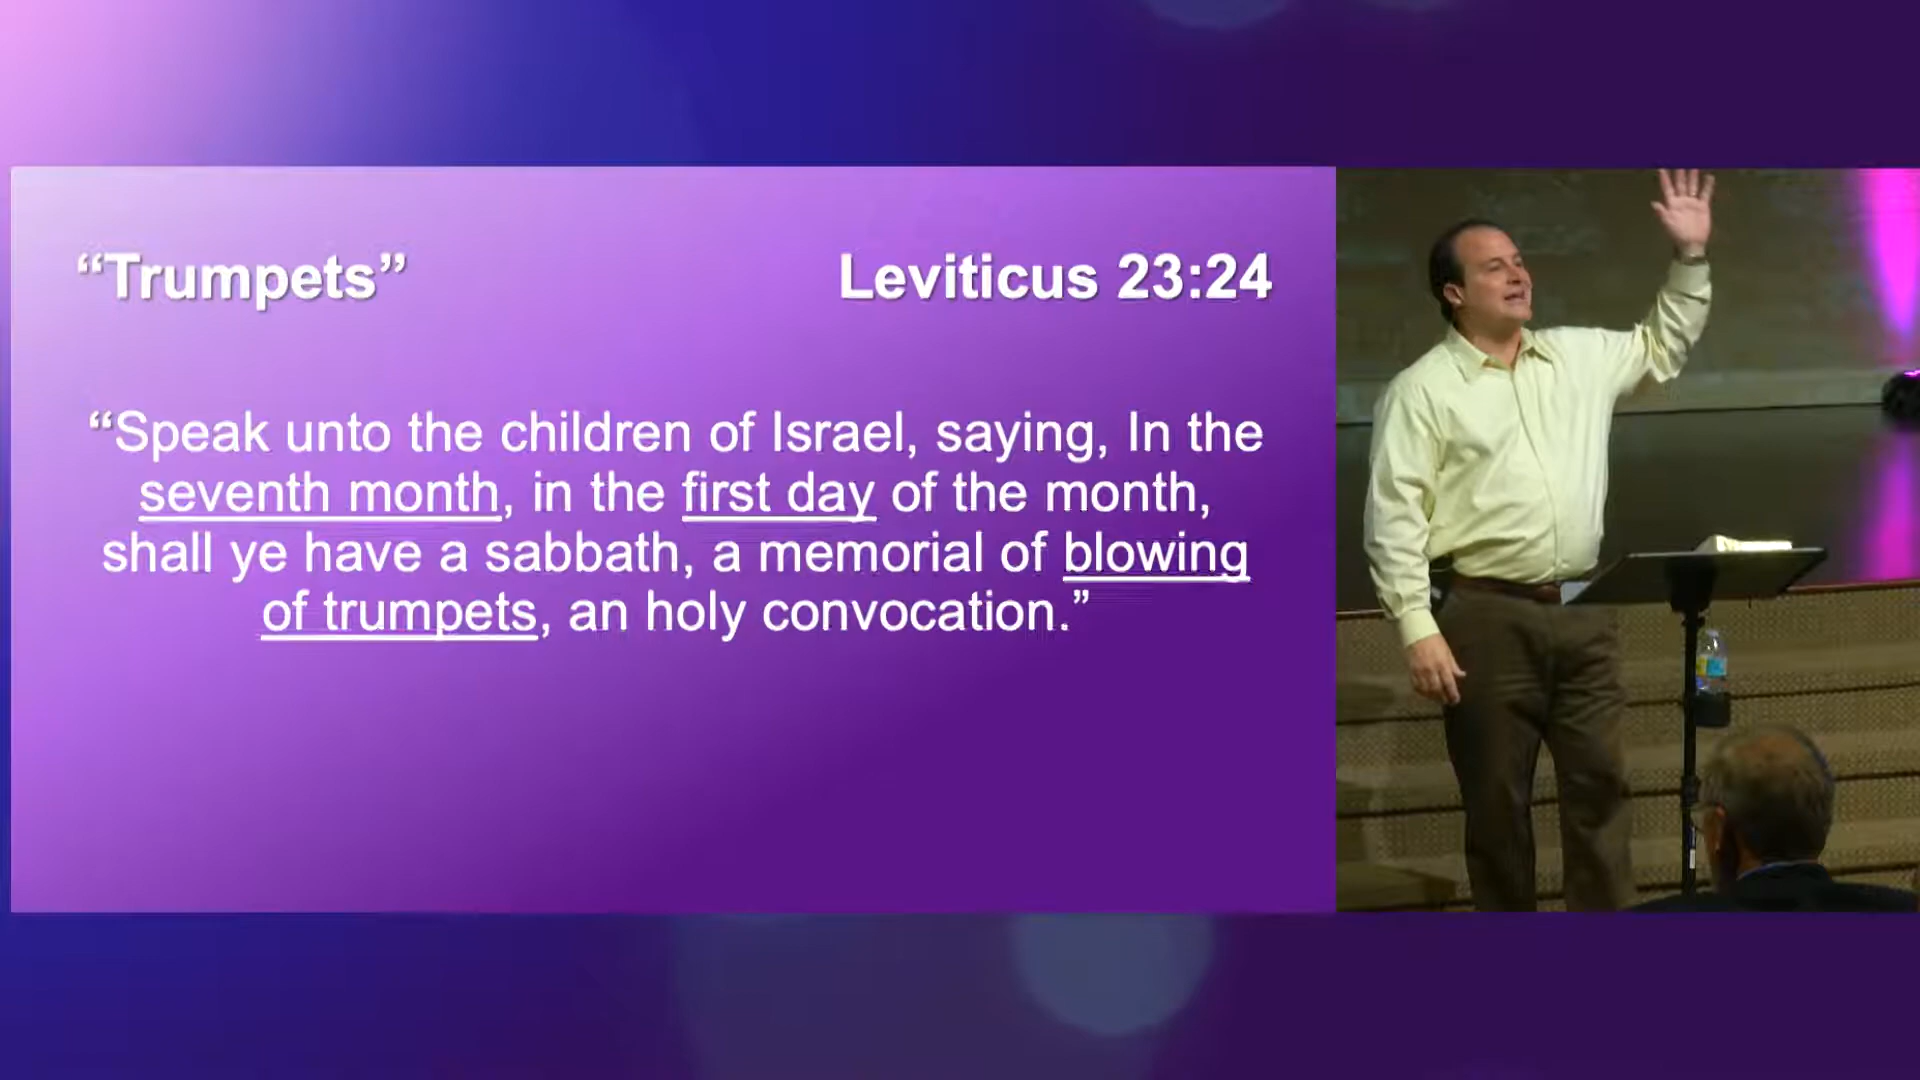 “Trumpets” Leviticus 23:24
“Speak unto the children of Israel, saying, In the
seventh month, in the first day of the month,
shall ye have a sabbath, a memorial of blowing
of trumpets, an holy convocation.”